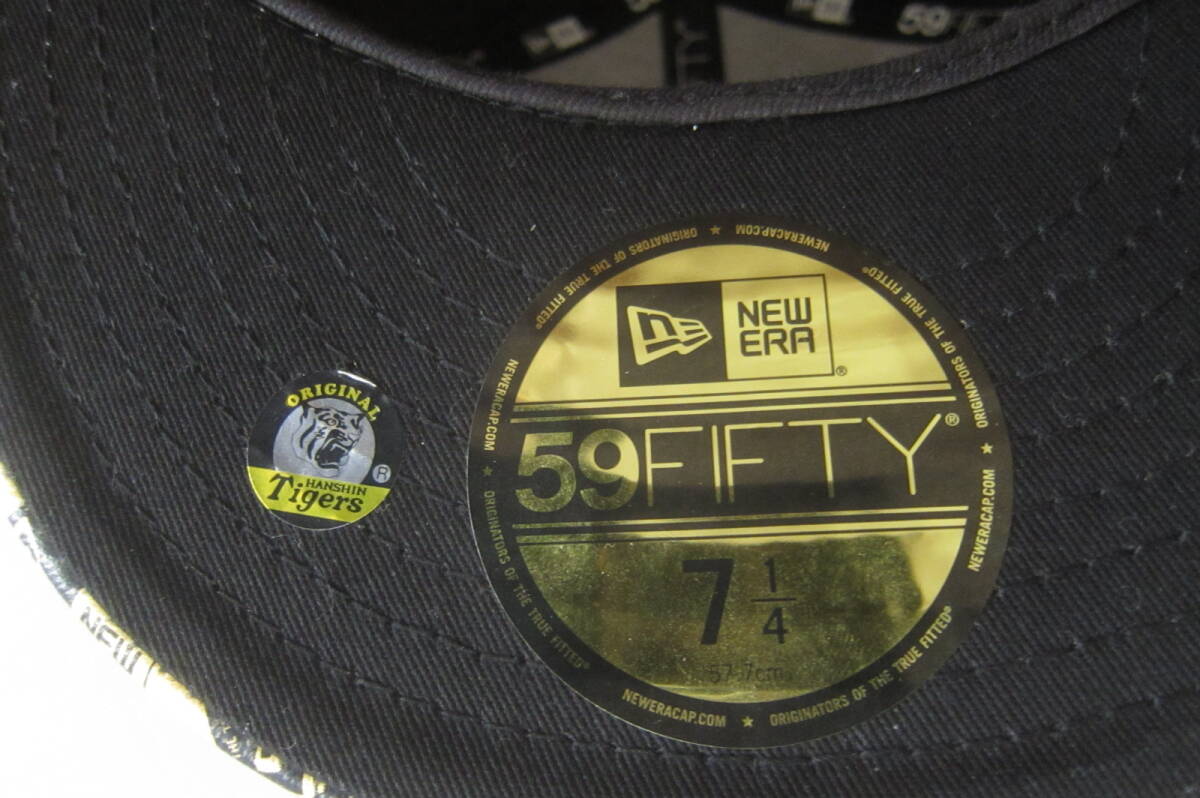 59
ORIGINAL
HANSHIN
Tigers
®
NEW
ERA
®
59FIFTY®
7 1/4
57.7cm
NEWERACAP.COM ★ ORIGINATORS OF THE TRUE FITTED®
NEWERACAP.COM ★ ORIGINATORS OF THE TRUE FITTED®
NEWERACAP.COM ★ ORIGINATORS OF THE TRUE FITTED®
NEWERACAP.COM ★ ORIGINATORS OF THE TRUE FITTED®
NEW